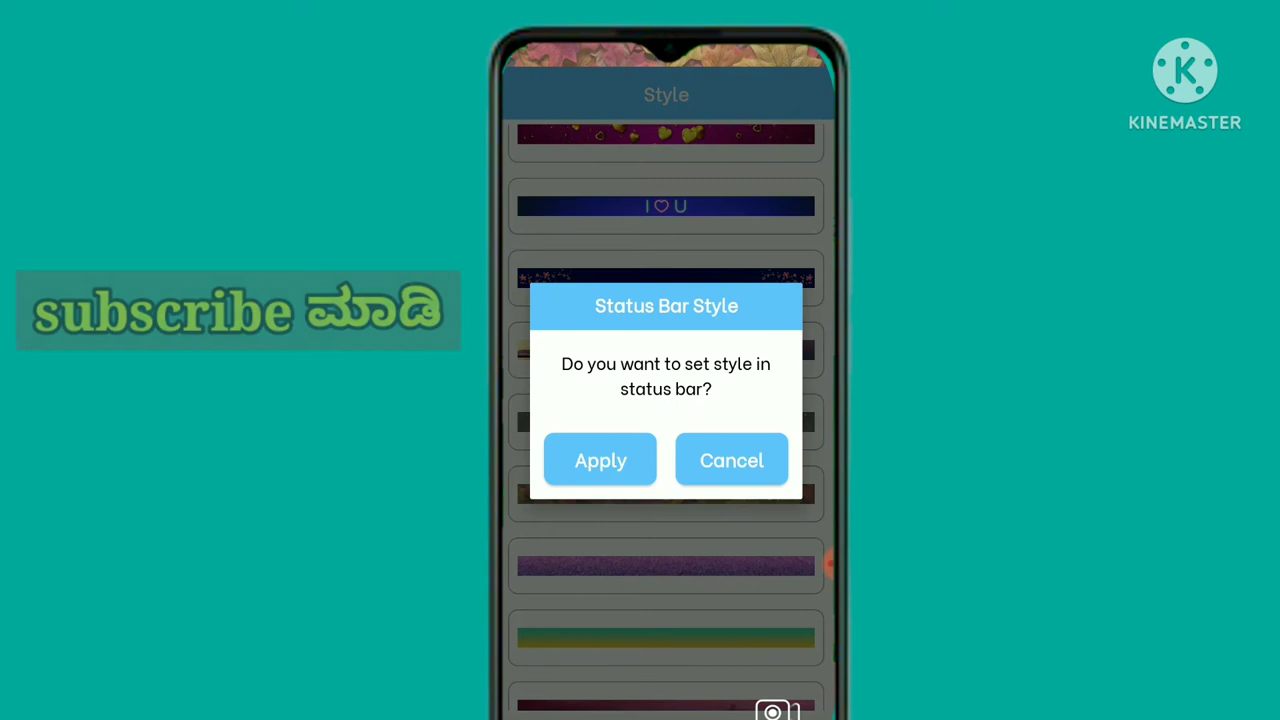 Style
I ♡ U
KINEMASTER
subscribe ಮಾಡಿ
Status Bar Style
Do you want to set style in
status bar?
Apply Cancel